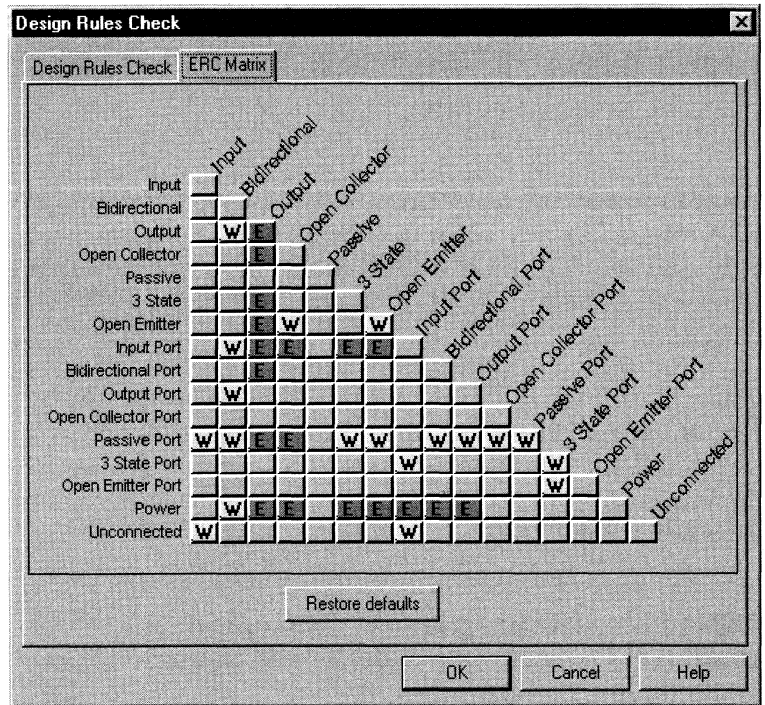 Design Rules Check
Design Rules Check
ERC Matrix
Input
Bidirectional
Output
Open Collector
Passive
3 State
Open Emitter
Input Port
Bidirectional Port
Output Port
Open Collector Port
Passive Port
3 State Port
Open Emitter Port
Power
Unconnected
Input
Bidirectional
Output W E
Open Collector E
Passive
3 State E
Open Emitter E W W
Input Port W E E E E
Bidirectional Port E
Output Port W
Open Collector Port
Passive Port W W E E W W W W W W
3 State Port W W
Open Emitter Port W
Power W E E E E E E E
Unconnected W W
Restore defaults
OK
Cancel
Help